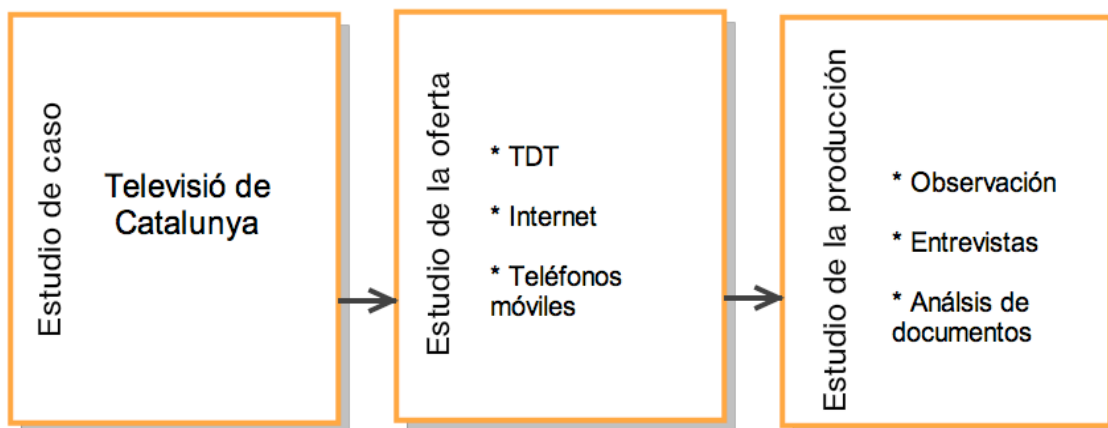 Estudio de caso
Televisió de
Catalunya
Estudio de la oferta
* TDT
* Internet
* Teléfonos
móviles
Estudio de la producción
* Observación
* Entrevistas
* Análsis de
documentos